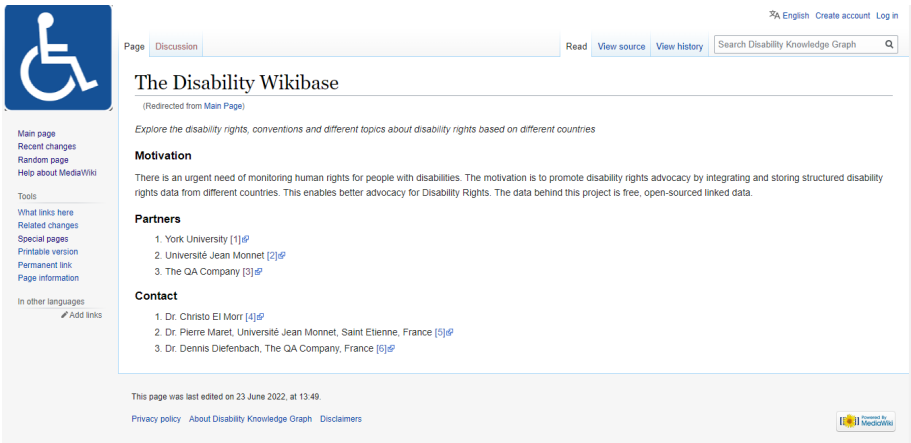 English Create account Log in
Page Discussion Read View source View history Search Disability Knowledge Graph
The Disability Wikibase
(Redirected from Main Page)
Explore the disability rights, conventions and different topics about disability rights based on different countries
Motivation
There is an urgent need of monitoring human rights for people with disabilities. The motivation is to promote disability rights advocacy by integrating and storing structured disability
rights data from different countries. This enables better advocacy for Disability Rights. The data behind this project is free, open-sourced linked data.
Partners
1. York University [1]
2. Université Jean Monnet [2]
3. The QA Company [3]
Contact
1. Dr. Christo El Morr [4]
2. Dr. Pierre Maret, Université Jean Monnet, Saint Etienne, France [5]
3. Dr. Dennis Diefenbach, The QA Company, France [6]
Main page
Recent changes
Random page
Help about MediaWiki
Tools
What links here
Related changes
Special pages
Printable version
Permanent link
Page information
In other languages
Add links
This page was last edited on 23 June 2022, at 13:49.
Privacy policy About Disability Knowledge Graph Disclaimers
Powered By
MediaWiki